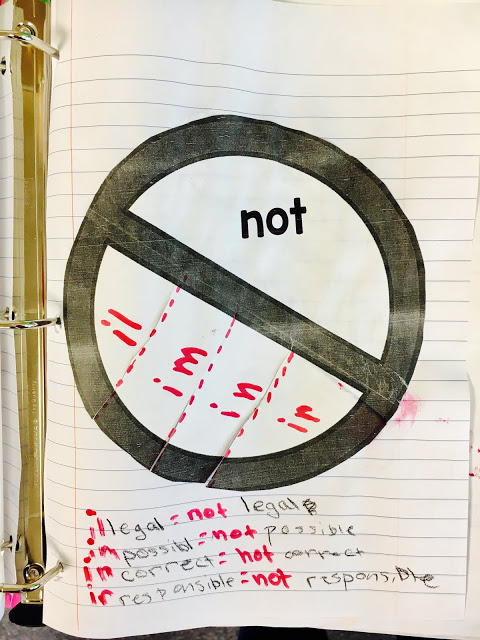 not
il
im
in
ir
illegal = not legal
impossibl = not possible
incorrect = not correct
irresponsible = not responsible